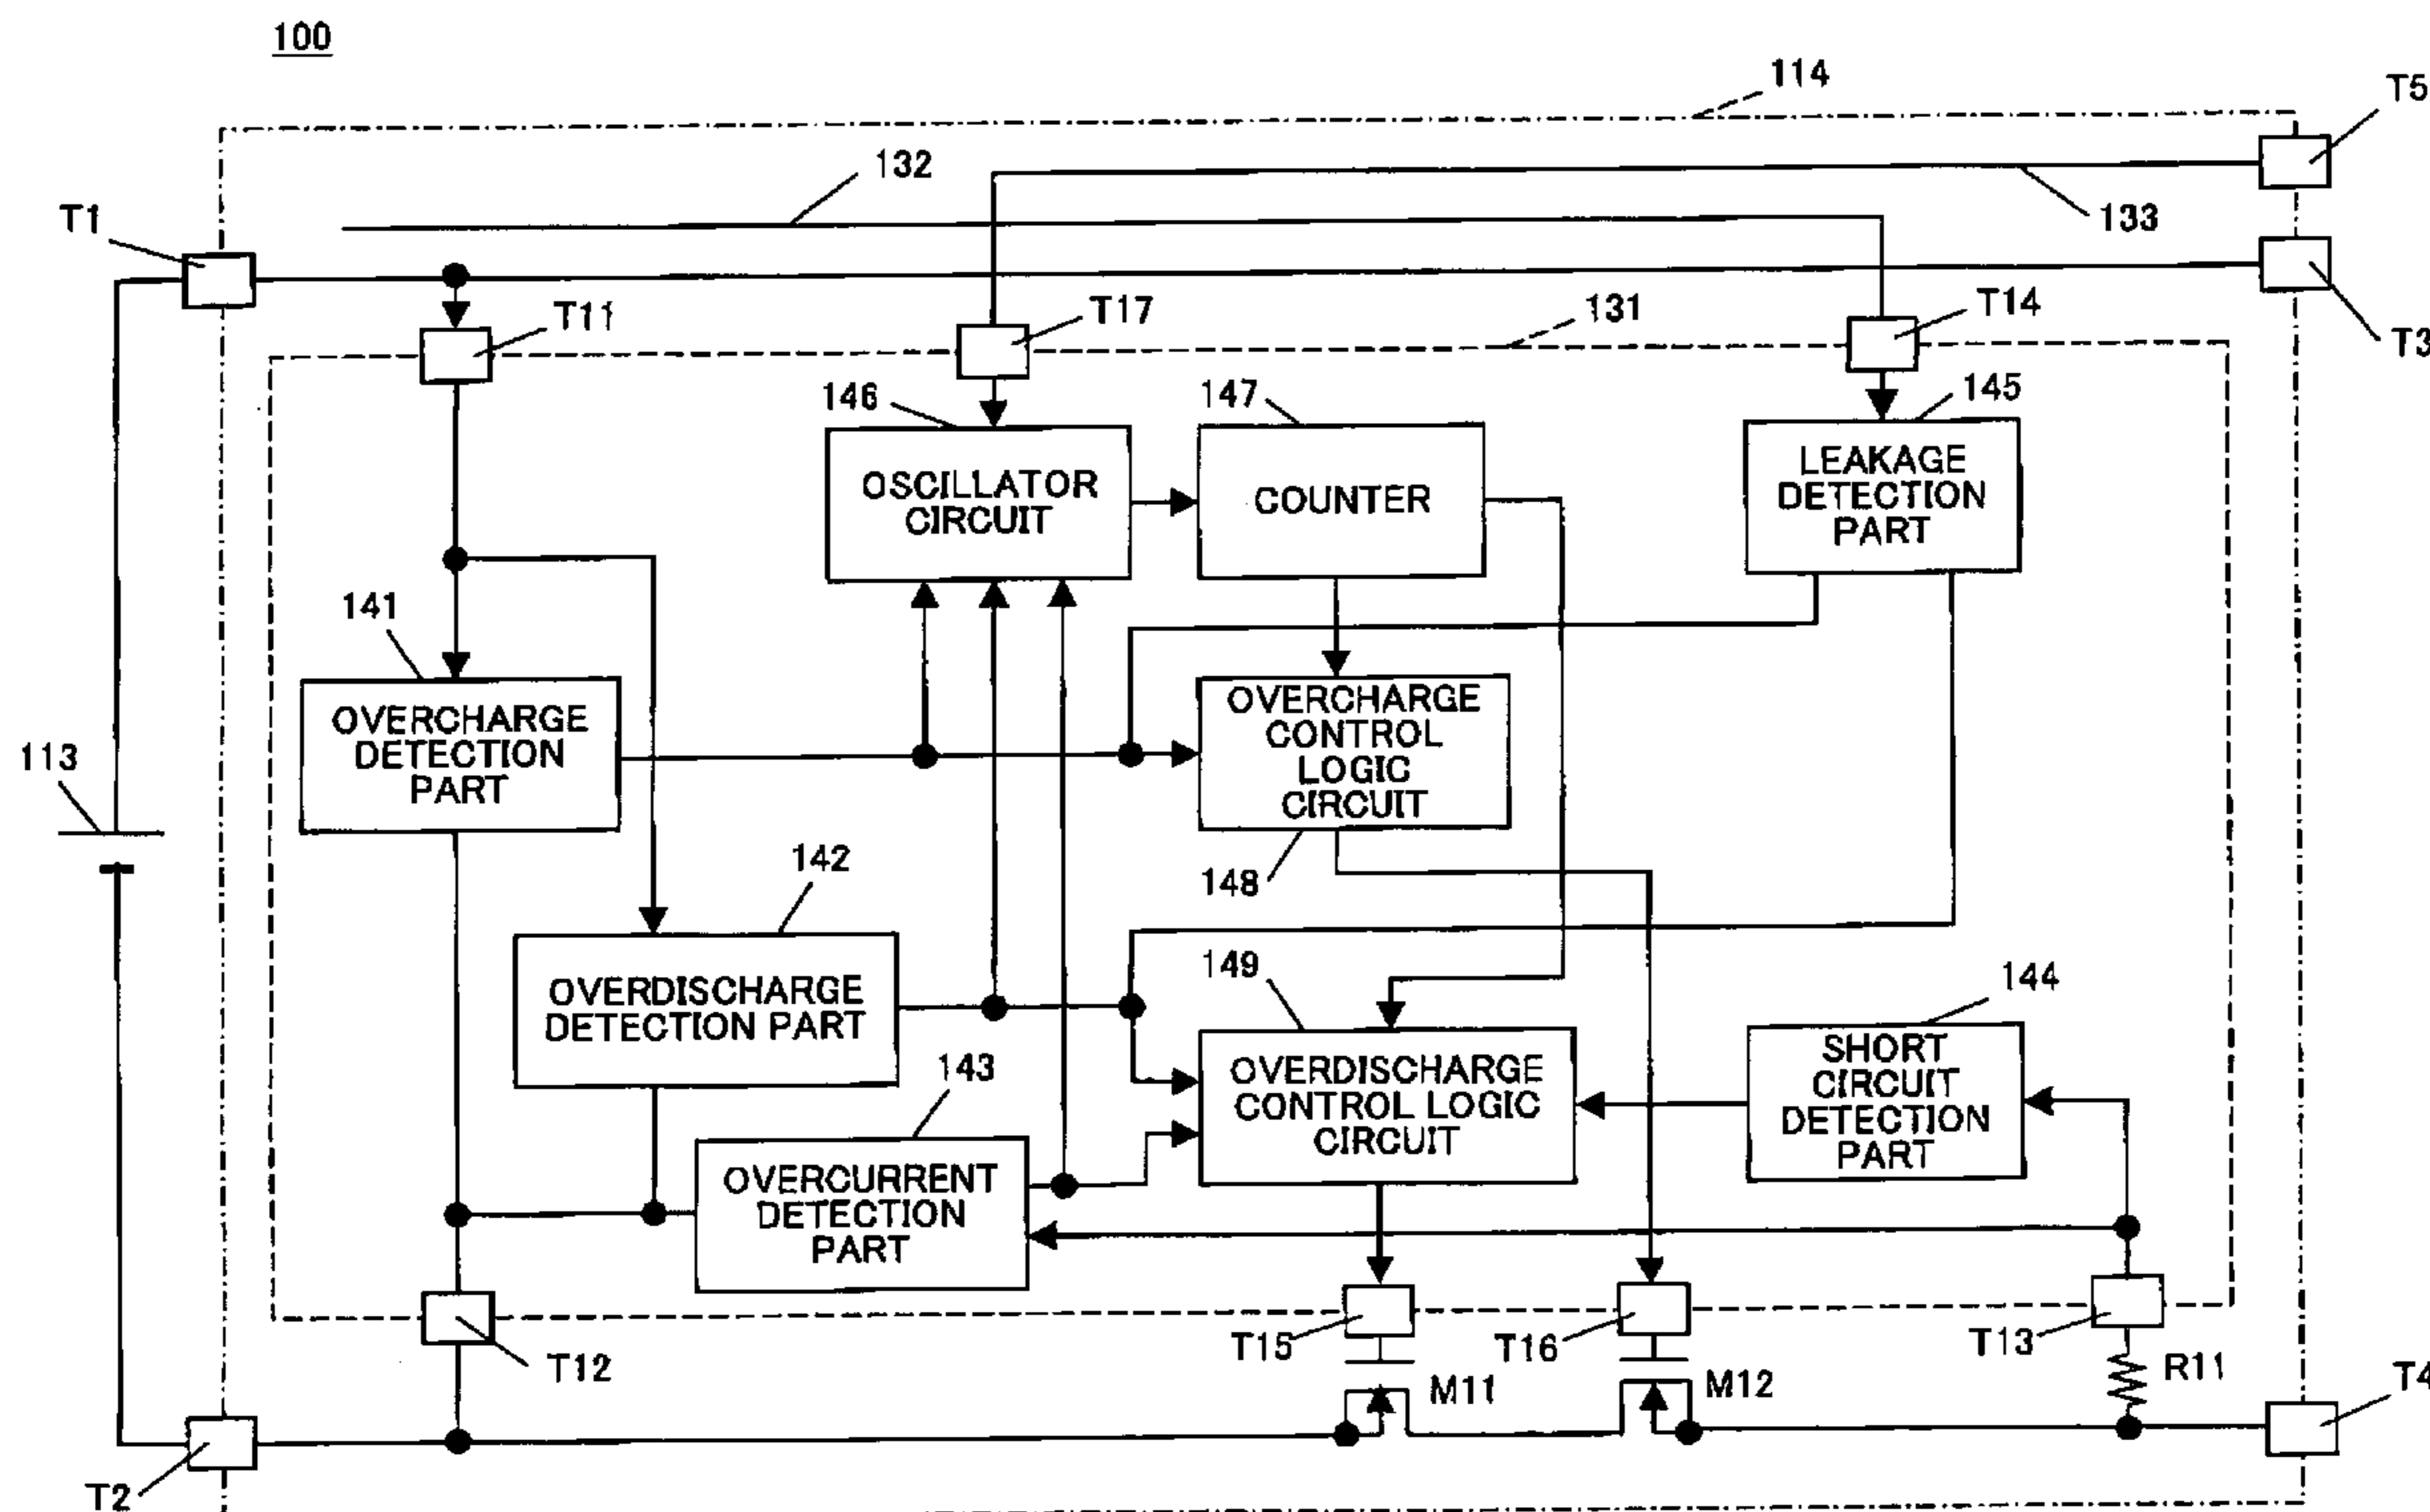 100
114
T5
132
133
T1
T3
T11
T17
131
T14
146
147
145
OSCILLATOR
CIRCUIT
COUNTER
LEAKAGE
DETECTION
PART
141
OVERCHARGE
DETECTION
PART
OVERCHARGE
CONTROL
LOGIC
CIRCUIT
113
142
148
149
144
OVERDISCHARGE
DETECTION PART
143
OVERDISCHARGE
CONTROL LOGIC
CIRCUIT
SHORT
CIRCUIT
DETECTION
PART
OVERCURRENT
DETECTION
PART
T12
T15
T16
T13
R11
M11
M12
T4
T2